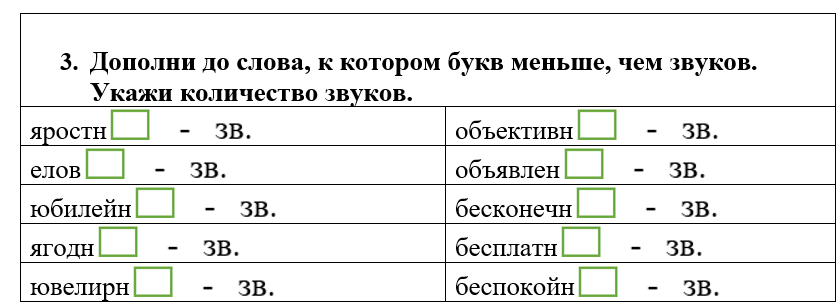 3. Дополни до слова, к котором букв меньше, чем звуков.
Укажи количество звуков.
яростн - зв. объективн - зв.
елов - зв. объявлен - зв.
юбилейн - зв. бесконечн - зв.
ягодн - зв. бесплатн - зв.
ювелирн - зв. беспокойн - зв.